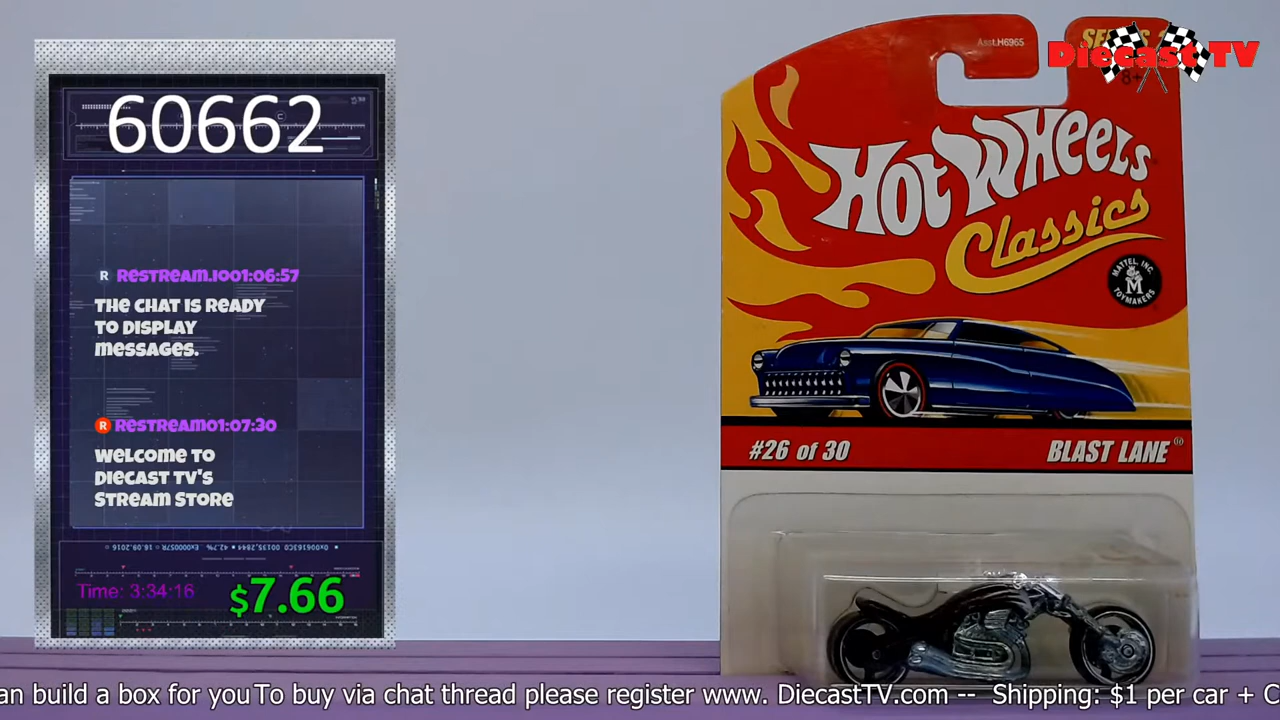 60662
R Restream.io01:06:57
THE CHAT IS READY
TO DISPLAY
MESSAGES.
R Restream01:07:30
WELCOME TO
DIECAST TV'S
STREAM STORE
Time: 3:34:16
$7.66
Asst.H6965
8+
Diecast TV
Hot Wheels
Classics
MATTEL, INC.
M
TOYMAKERS
#26 of 30
BLAST LANE
an build a box for you To buy via chat thread please register www. DiecastTV.com -- Shipping: $1 per car + C